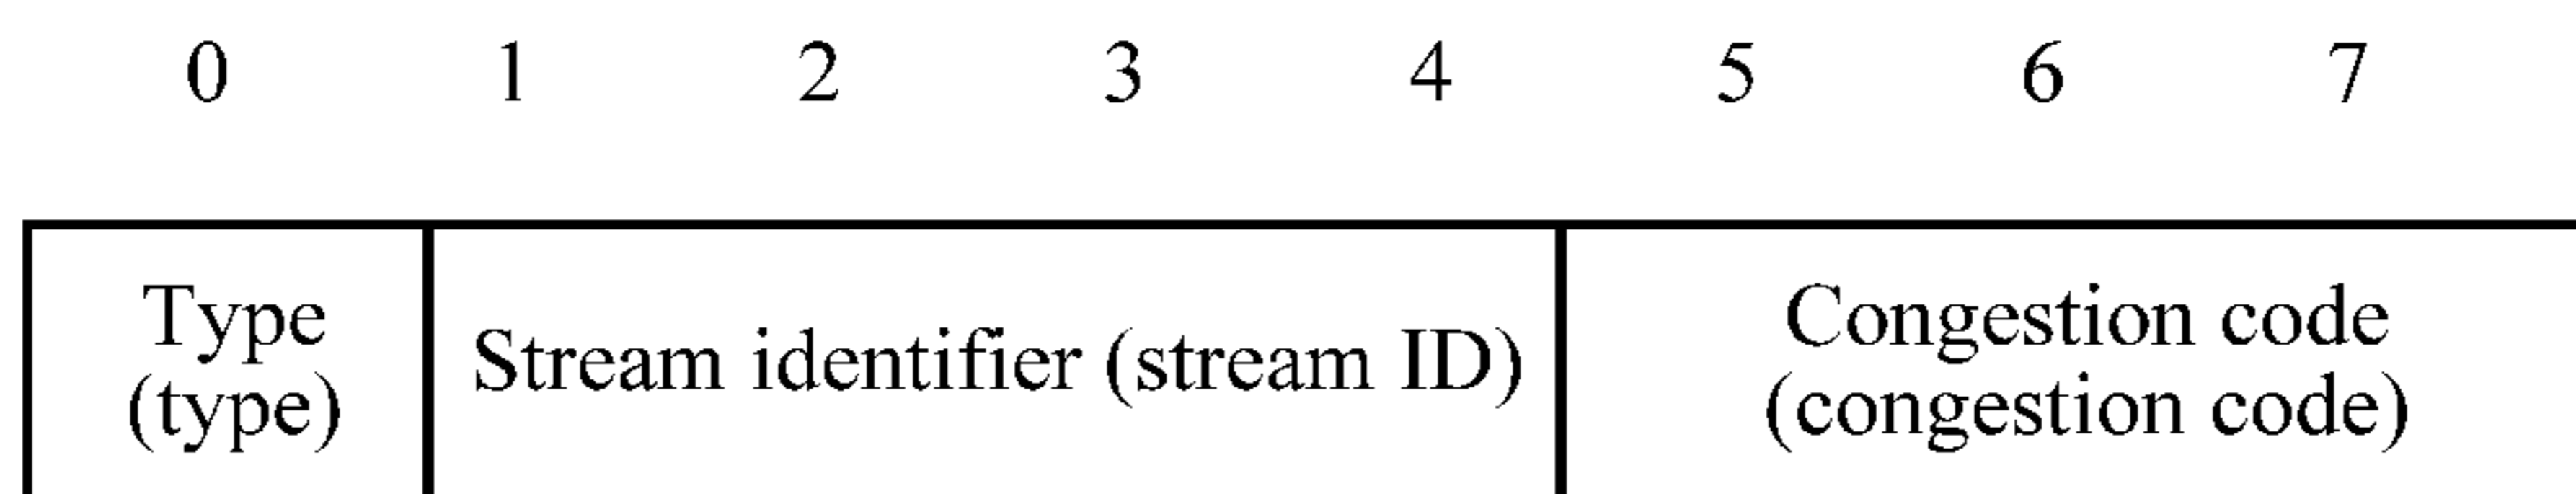 0 1 2 3 4 5 6 7
Type
(type)
Stream identifier (stream ID)
Congestion code
(congestion code)